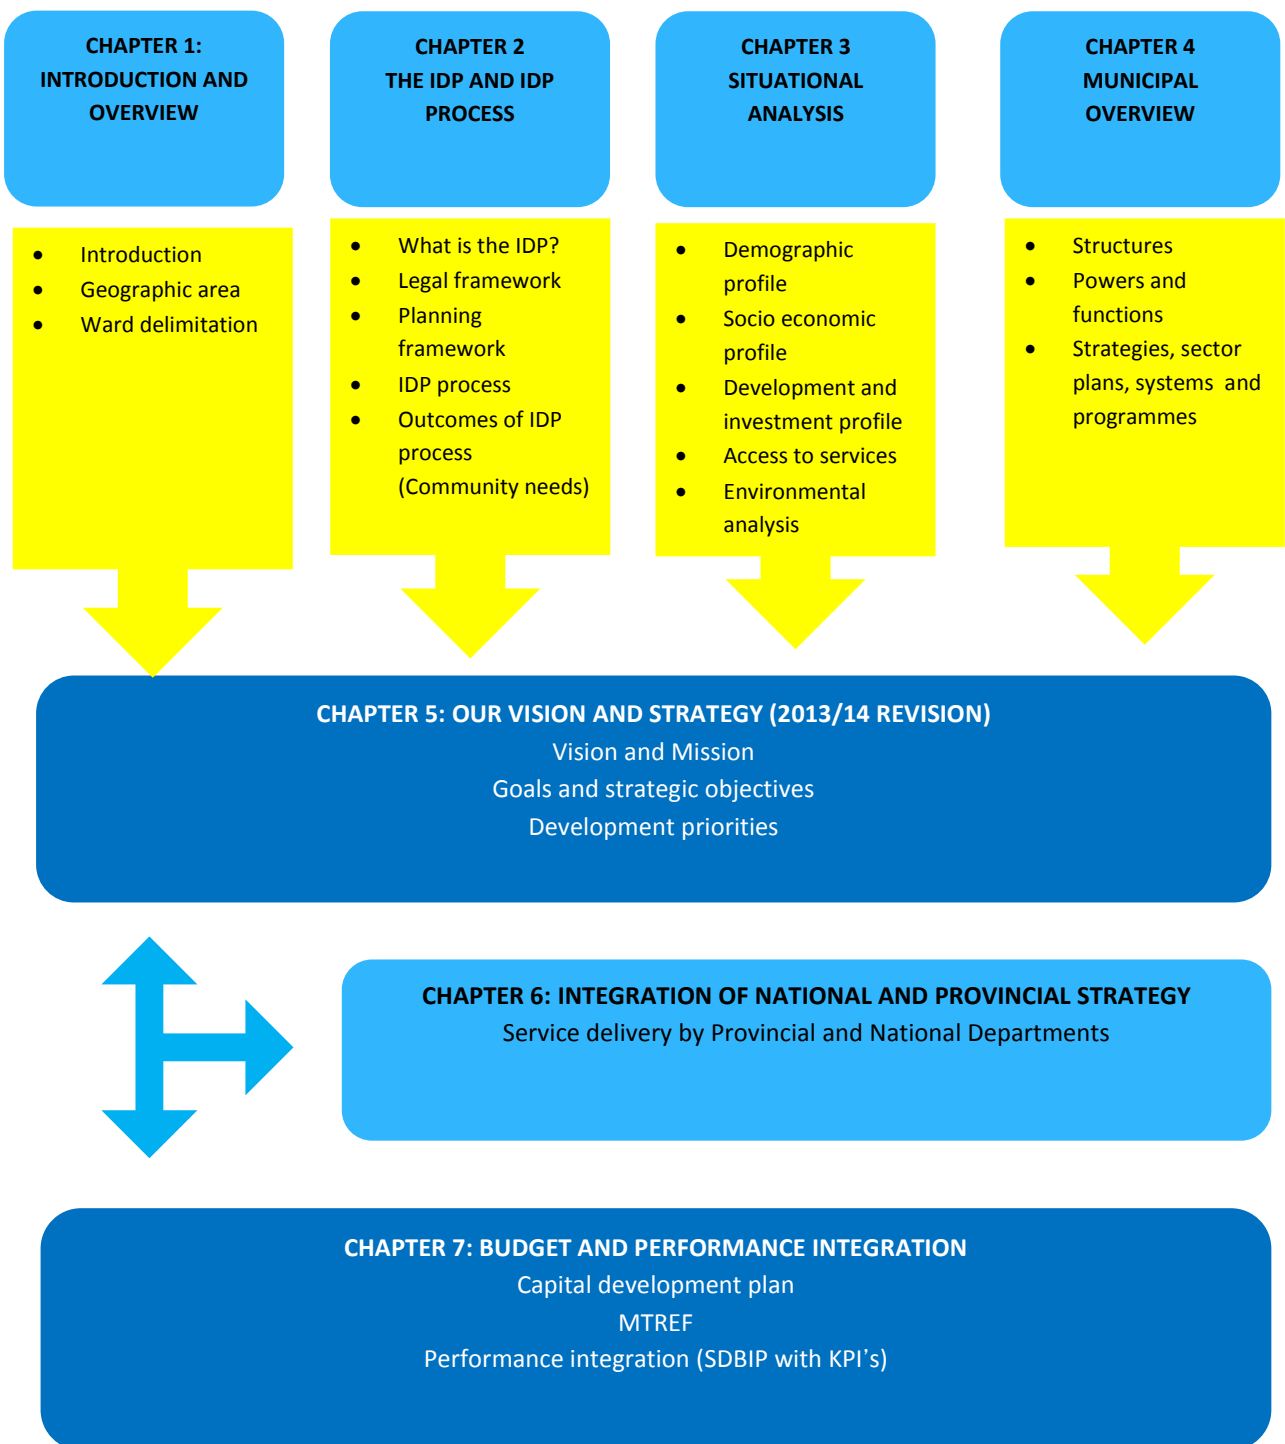 CHAPTER 1:
INTRODUCTION AND
OVERVIEW
CHAPTER 2
THE IDP AND IDP
PROCESS
CHAPTER 3
SITUATIONAL
ANALYSIS
CHAPTER 4
MUNICIPAL
OVERVIEW
• Introduction
• Geographic area
• Ward delimitation
• What is the IDP?
• Legal framework
• Planning
framework
• IDP process
• Outcomes of IDP
process
(Community needs)
• Demographic
profile
• Socio economic
profile
• Development and
investment profile
• Access to services
• Environmental
analysis
• Structures
• Powers and
functions
• Strategies, sector
plans, systems and
programmes
CHAPTER 5: OUR VISION AND STRATEGY (2013/14 REVISION)
Vision and Mission
Goals and strategic objectives
Development priorities
CHAPTER 6: INTEGRATION OF NATIONAL AND PROVINCIAL STRATEGY
Service delivery by Provincial and National Departments
CHAPTER 7: BUDGET AND PERFORMANCE INTEGRATION
Capital development plan
MTREF
Performance integration (SDBIP with KPI's)